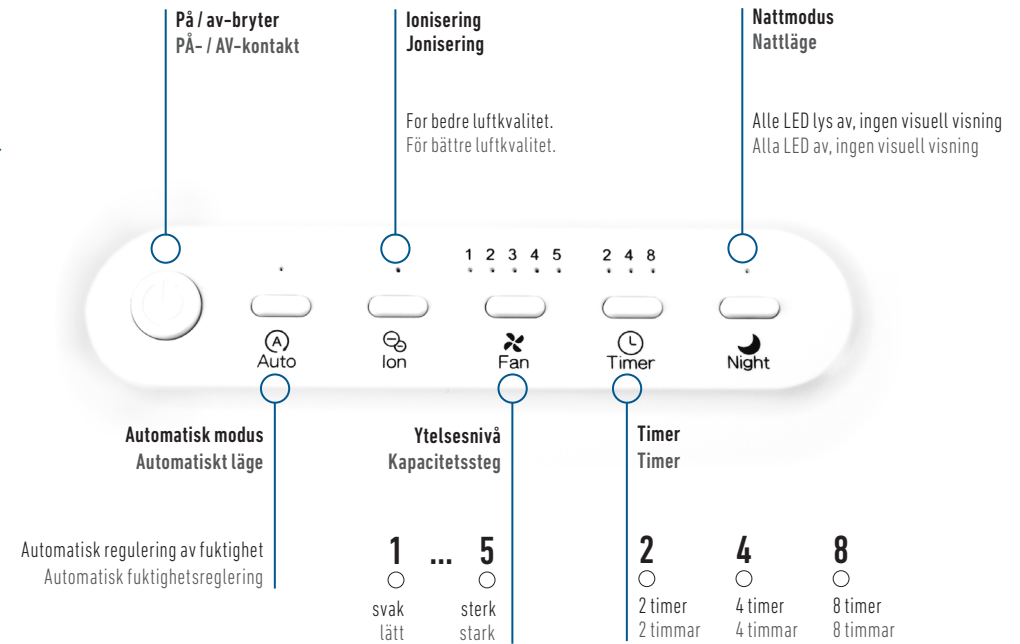 På / av-bryter
PÅ- / AV-kontakt
Ionisering
Jonisering
For bedre luftkvalitet.
För bättre luftkvalitet.
Nattmodus
Nattläge
Alle LED lys av, ingen visuell visning
Alla LED av, ingen visuell visning
1 2 3 4 5
2 4 8
A
Auto
Ion
Fan
Timer
Night
Automatisk modus
Automatiskt läge
Automatisk regulering av fuktighet
Automatisk fuktighetsreglering
Ytelsesnivå
Kapacitetssteg
1 ... 5
svak sterk
lätt stark
Timer
Timer
2 4 8
2 timer 4 timer 8 timer
2 timmar 4 timmar 8 timmar